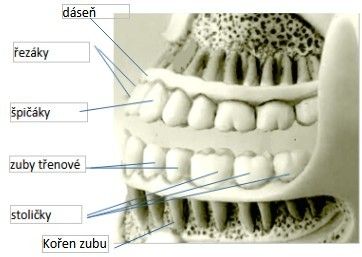 dáseň
řezáky
špičáky
zuby třenové
stoličky
Kořen zubu